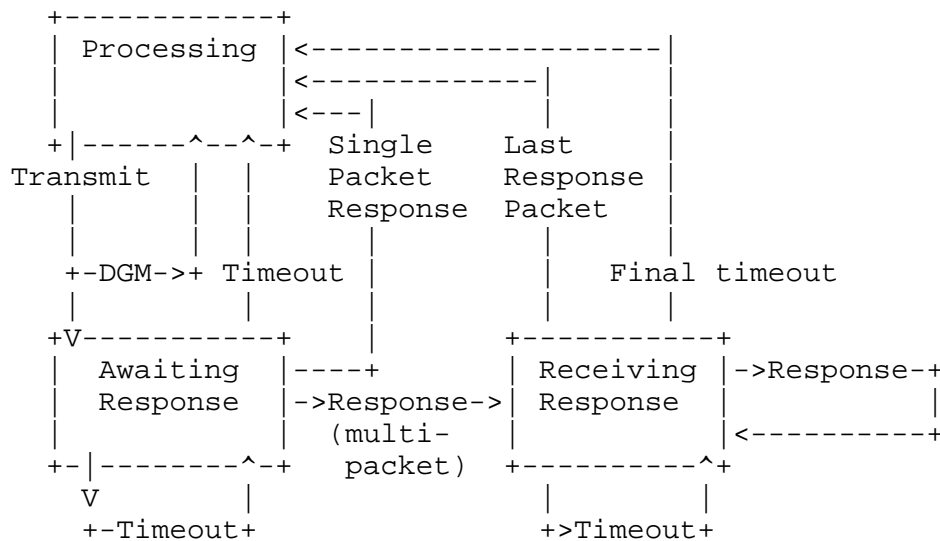 +------------+
| Processing |<---------------------|
|            |<-------------|       |
|            |<---|         |       |
+|------^--^-+ Single Last |
Transmit | | Packet Response|
| | | Response Packet |
| | | | | |
+-DGM->+ Timeout | | Final timeout
| | | | |
+V-----------+ | +-----------+
| Awaiting |----+ | Receiving |->Response-+
| Response |->Response->| Response | |
| | (multi- | |<----------+
+-|--------^-+ packet) +----------^+
V | | |
+-Timeout+ +>Timeout+